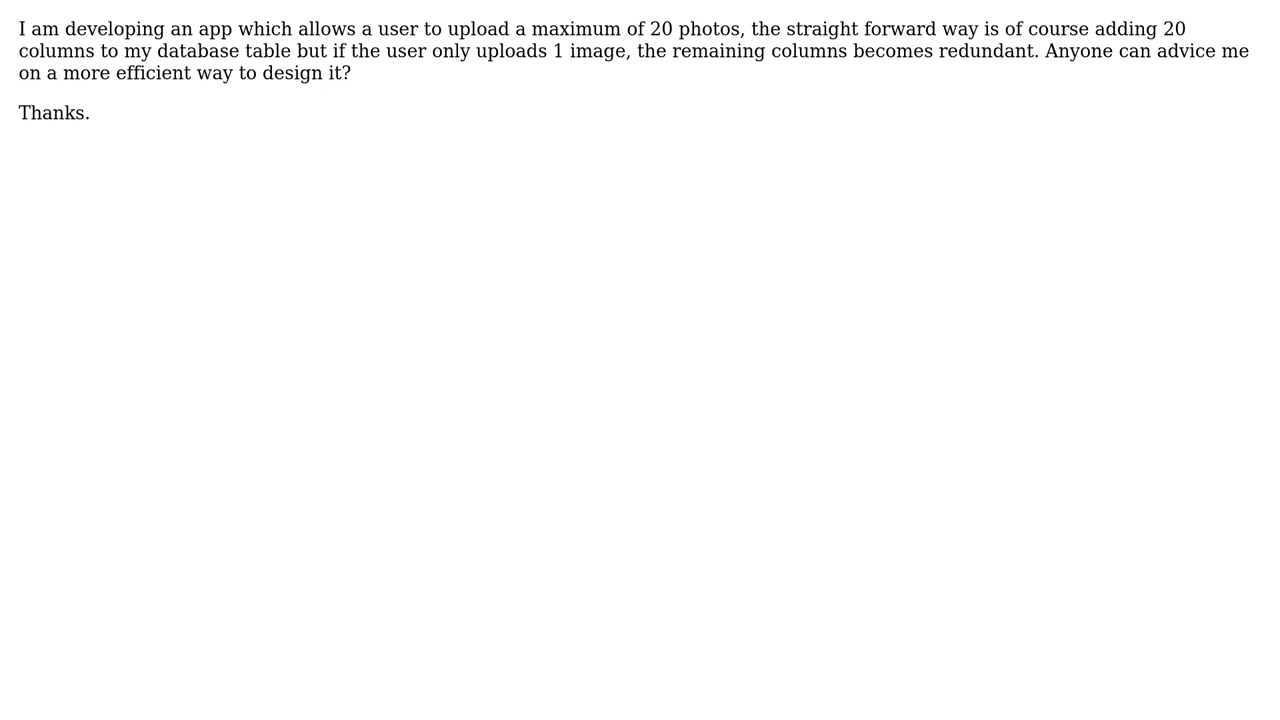 I am developing an app which allows a user to upload a maximum of 20 photos, the straight forward way is of course adding 20
columns to my database table but if the user only uploads 1 image, the remaining columns becomes redundant. Anyone can advice me
on a more efficient way to design it?
Thanks.